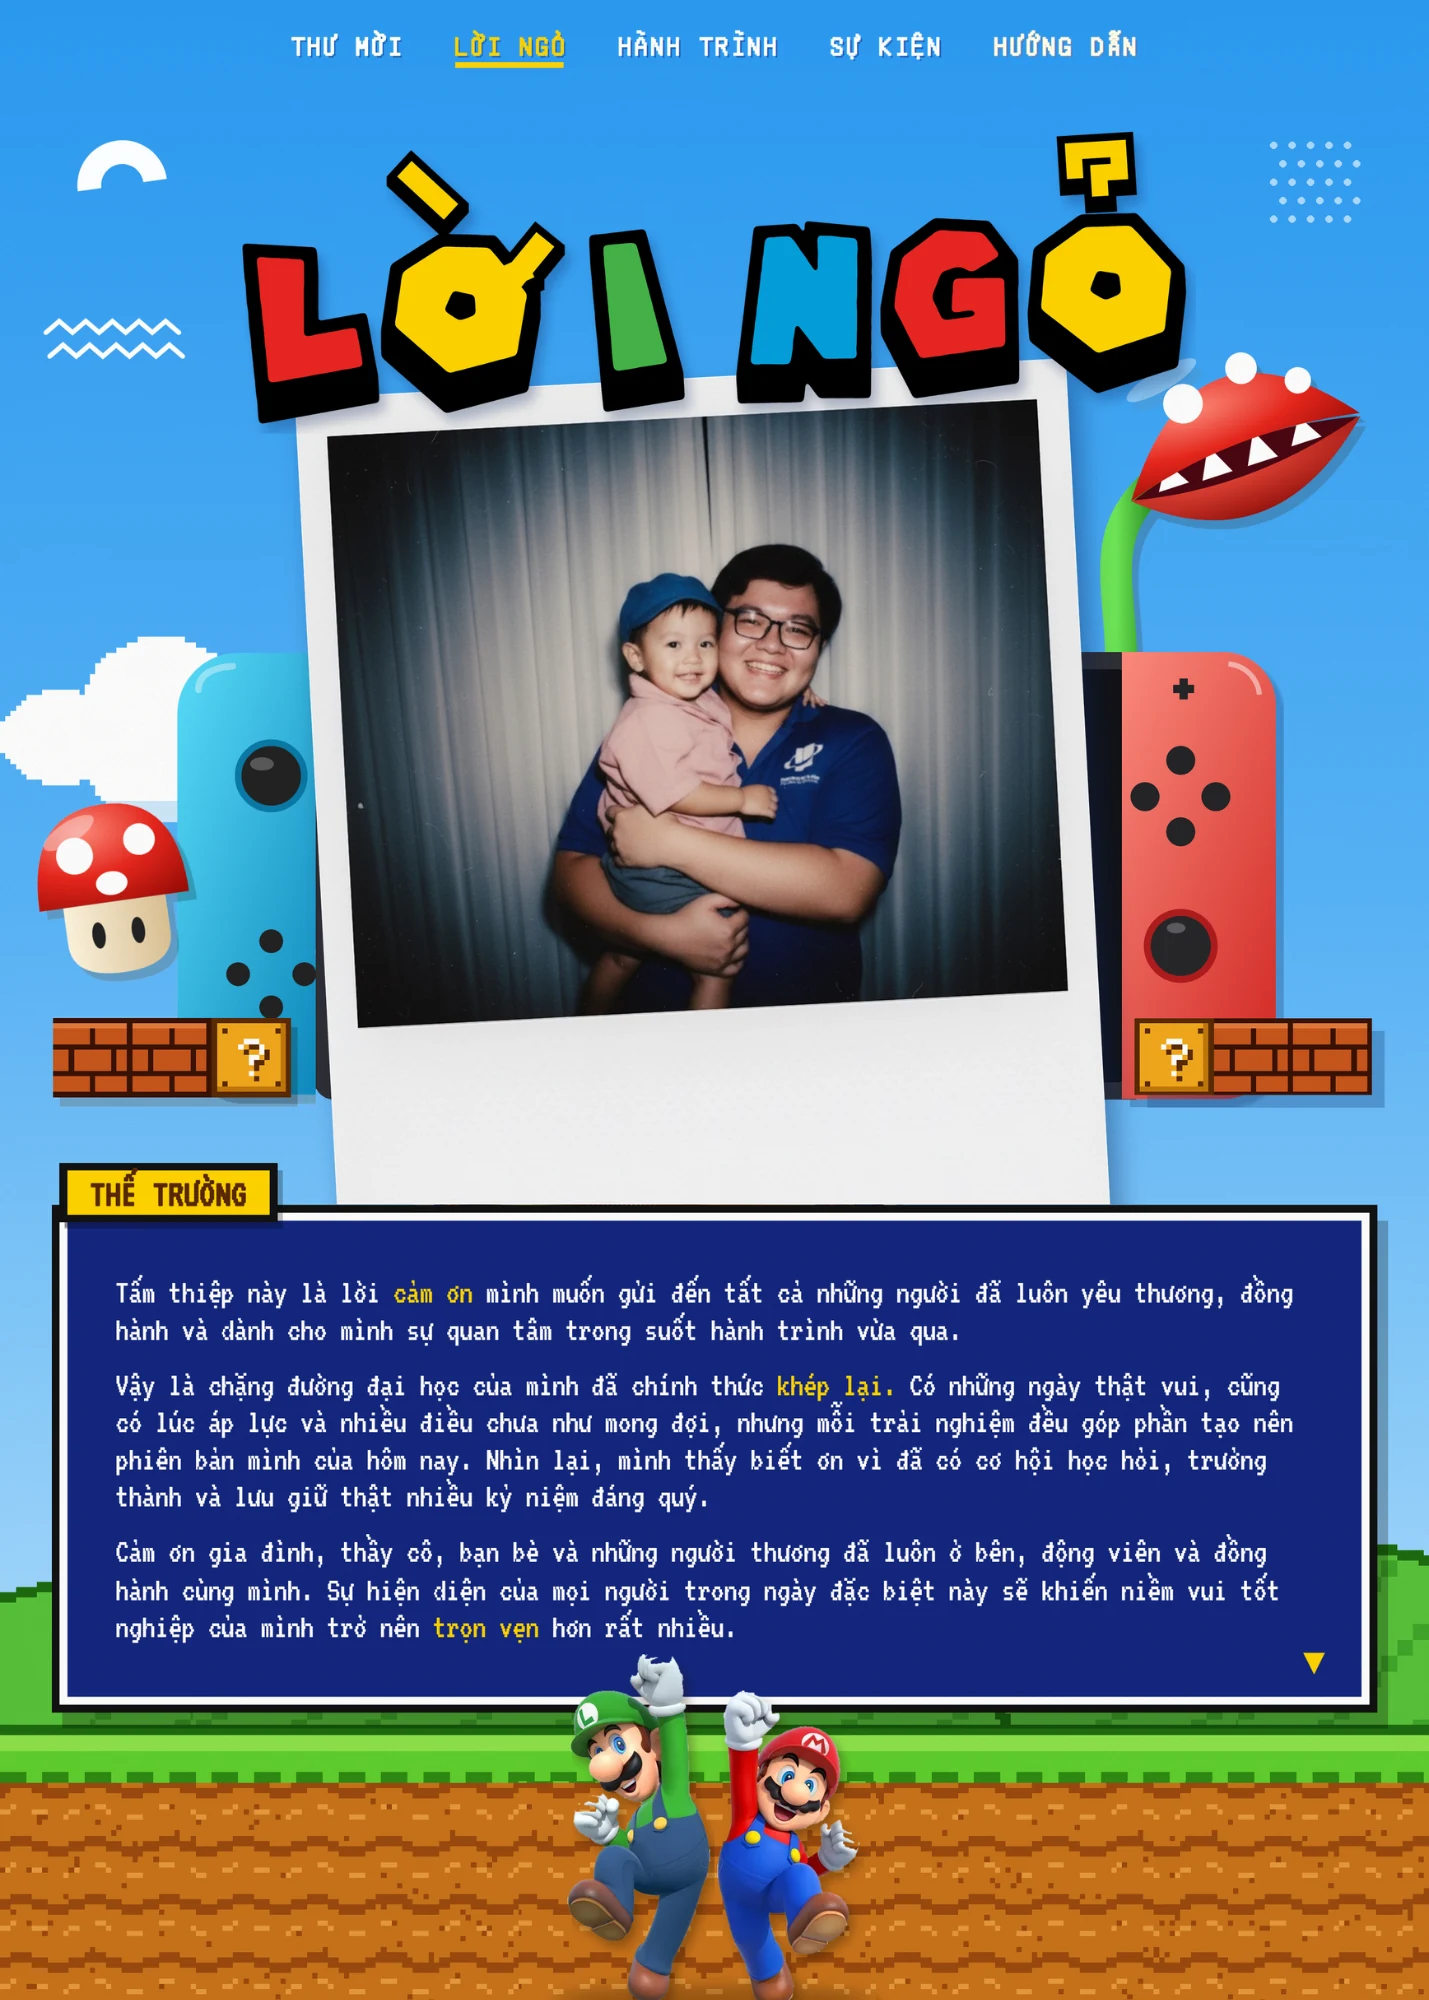 THƯ MỜI LỜI NGỎ HÀNH TRÌNH SỰ KIỆN HƯỚNG DẪN
LỜI NGỎ
THẾ TRƯỜNG
Tấm thiệp này là lời cảm ơn mình muốn gửi đến tất cả những người đã luôn yêu thương, đồng
hành và dành cho mình sự quan tâm trong suốt hành trình vừa qua.
Vậy là chặng đường đại học của mình đã chính thức khép lại. Có những ngày thật vui, cũng
có lúc áp lực và nhiều điều chưa như mong đợi, nhưng mỗi trải nghiệm đều góp phần tạo nên
phiên bản mình của hôm nay. Nhìn lại, mình thấy biết ơn vì đã có cơ hội học hỏi, trưởng
thành và lưu giữ thật nhiều kỷ niệm đáng quý.
Cảm ơn gia đình, thầy cô, bạn bè và những người thương đã luôn ở bên, động viên và đồng
hành cùng mình. Sự hiện diện của mọi người trong ngày đặc biệt này sẽ khiến niềm vui tốt
nghiệp của mình trở nên trọn vẹn hơn rất nhiều.
L
M